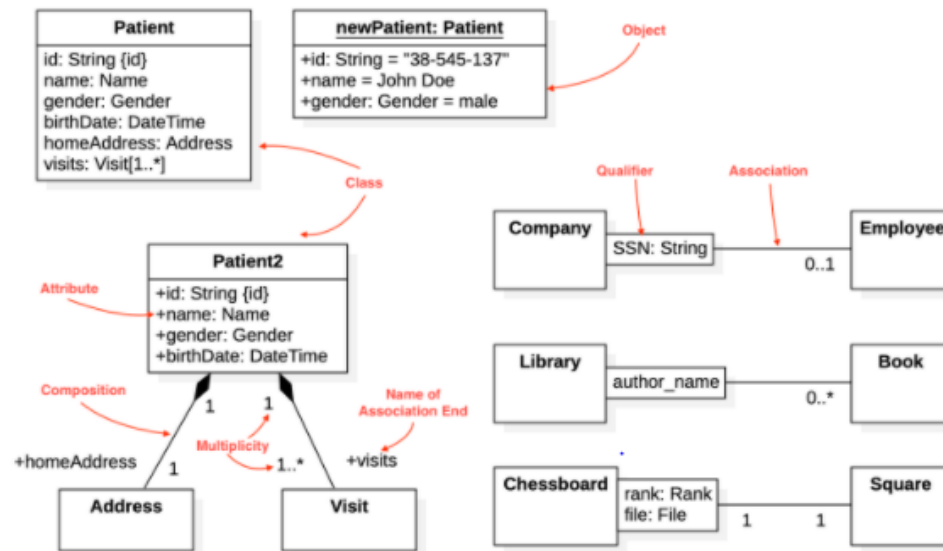 Patient
id: String {id}
name: Name
gender: Gender
birthDate: DateTime
homeAddress: Address
visits: Visit[1..*]
newPatient: Patient
+id: String = "38-545-137"
+name = John Doe
+gender: Gender = male
Object
Class
Patient2
+id: String {id}
+name: Name
+gender: Gender
+birthDate: DateTime
Attribute
Composition
1
1
Name of
Association End
Multiplicity
+homeAddress
1
1..*
+visits
Address
Visit
Qualifier
Association
Company
SSN: String
0..1
Employee
Library
author_name
0..*
Book
Chessboard
rank: Rank
file: File
1
1
Square